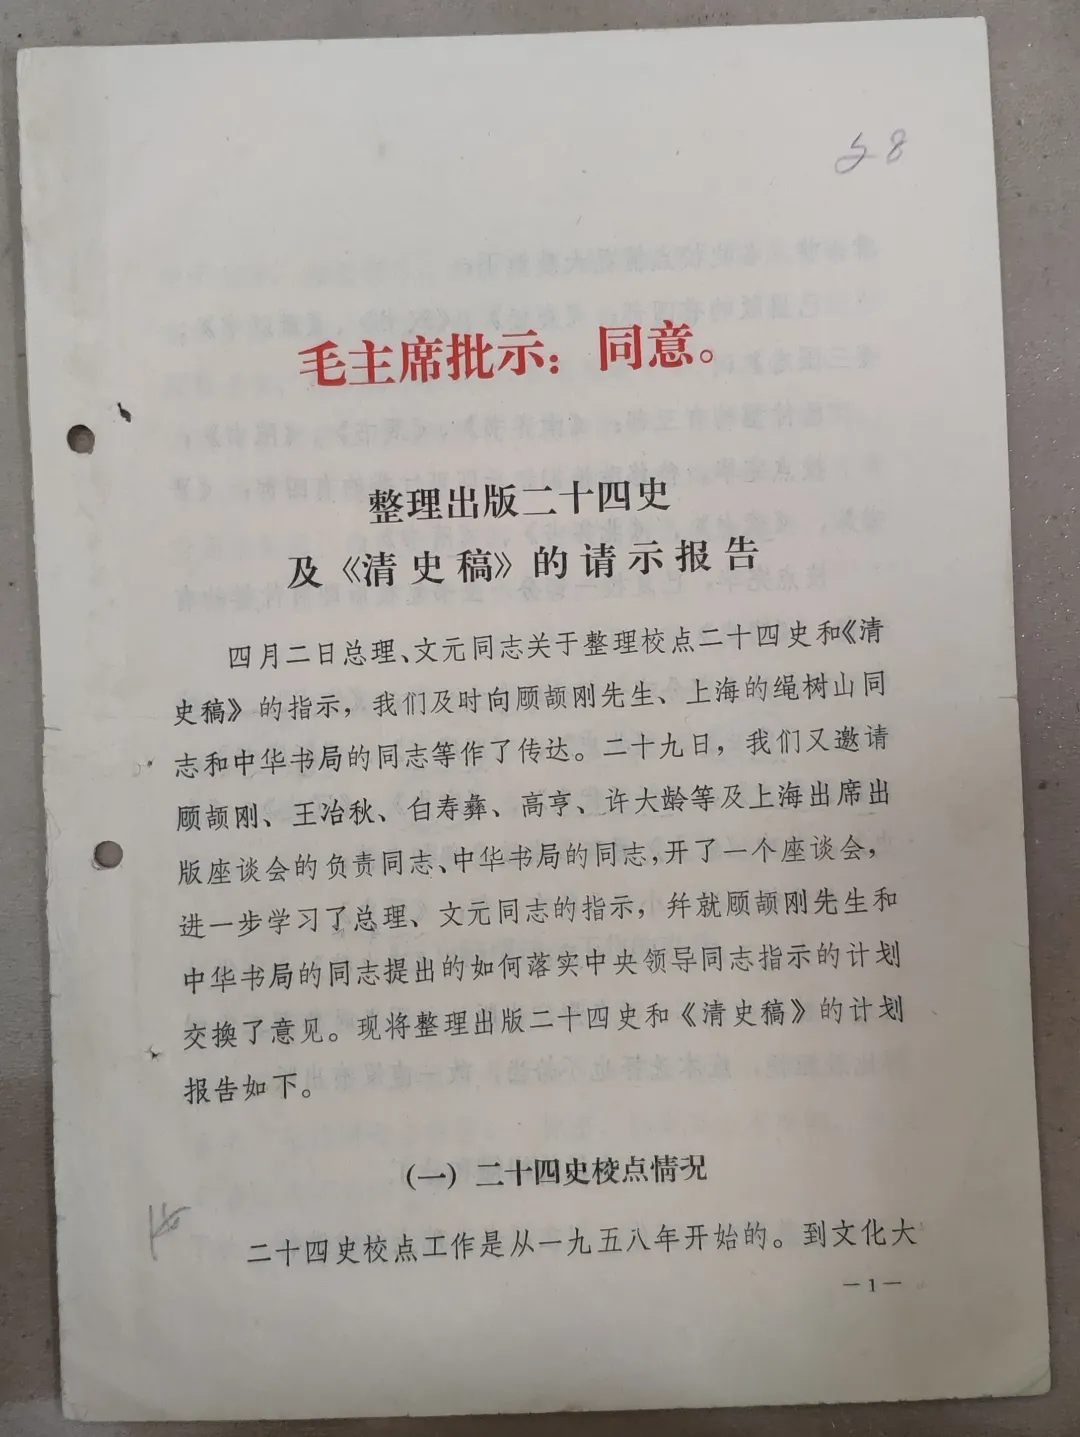 58
毛主席批示：同意。
整理出版二十四史
及《清史稿》的请示报告
四月二日总理、文元同志关于整理校点二十四史和《清
史稿》的指示，我们及时向顾颉刚先生、上海的绳树山同
志和中华书局的同志等作了传达。二十九日，我们又邀请
顾颉刚、王冶秋、白寿彝、高亨、许大龄等及上海出席出
版座谈会的负责同志、中华书局的同志，开了一个座谈会，
进一步学习了总理、文元同志的指示，幷就顾颉刚先生和
中华书局的同志提出的如何落实中央领导同志指示的计划
交换了意见。现将整理出版二十四史和《清史稿》的计划
报告如下。
（一）二十四史校点情况
二十四史校点工作是从一九五八年开始的。到文化大
—1—